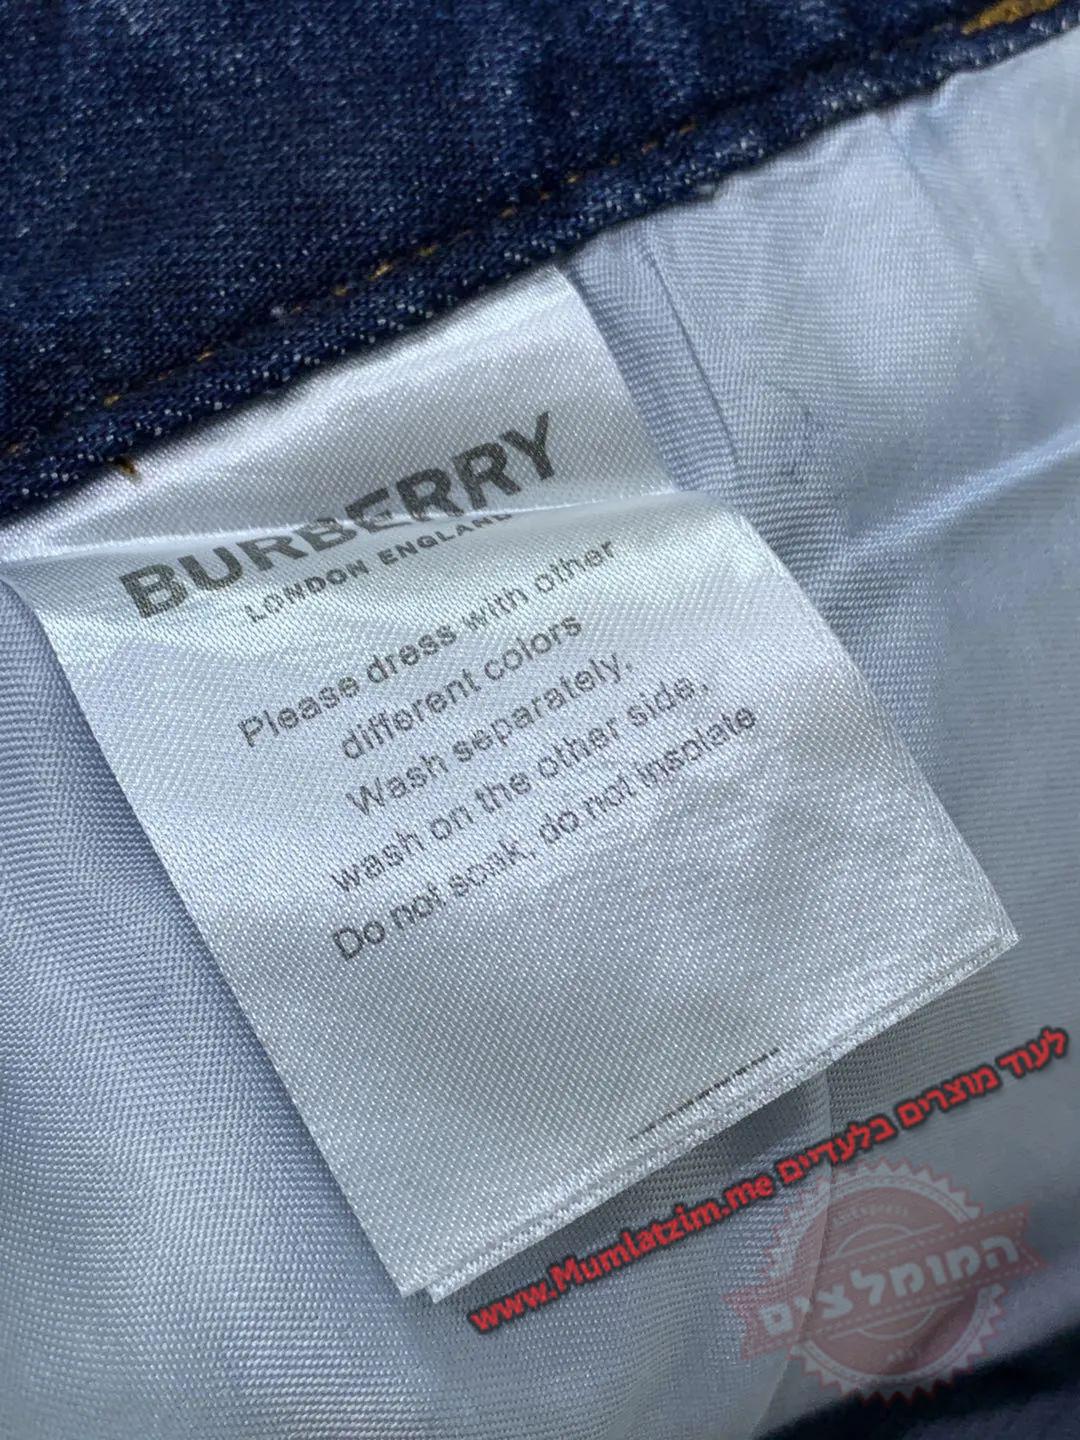 BURBERRY
LONDON ENGLAND
Please dress with other
different colors
Wash separately.
wash on the other side,
Do not soak, do not insolate
www.Mumlatzim.me לעוד מוצרים בלעדיים
המומלצים